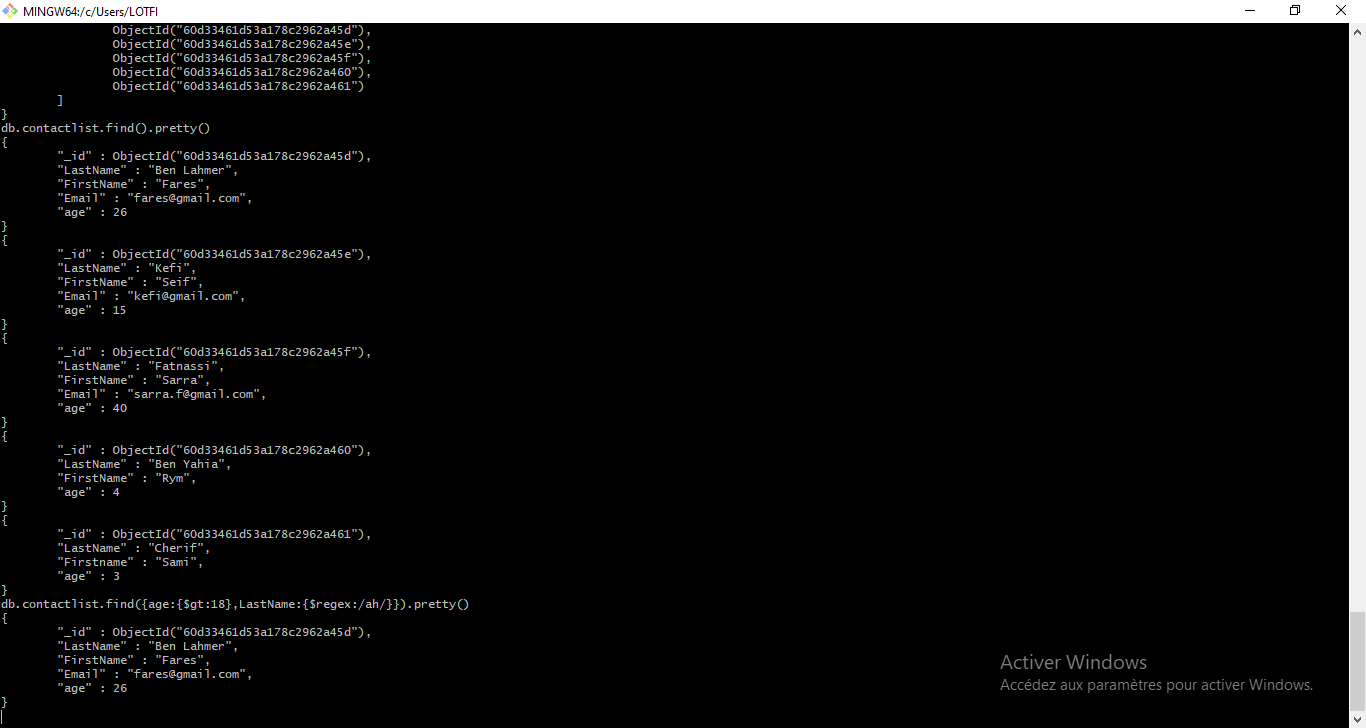 MINGW64:/c/Users/LOTFI
ObjectId("60d33461d53a178c2962a45d"),
ObjectId("60d33461d53a178c2962a45e"),
ObjectId("60d33461d53a178c2962a45f"),
ObjectId("60d33461d53a178c2962a460"),
ObjectId("60d33461d53a178c2962a461")
]
}
db.contactlist.find().pretty()
{
"_id" : ObjectId("60d33461d53a178c2962a45d"),
"LastName" : "Ben Lahmer",
"FirstName" : "Fares",
"Email" : "fares@gmail.com",
"age" : 26
}
{
"_id" : ObjectId("60d33461d53a178c2962a45e"),
"LastName" : "Kefi",
"FirstName" : "Seif",
"Email" : "kefi@gmail.com",
"age" : 15
}
{
"_id" : ObjectId("60d33461d53a178c2962a45f"),
"LastName" : "Fatnassi",
"FirstName" : "Sarra",
"Email" : "sarra.f@gmail.com",
"age" : 40
}
{
"_id" : ObjectId("60d33461d53a178c2962a460"),
"LastName" : "Ben Yahia",
"FirstName" : "Rym",
"age" : 4
}
{
"_id" : ObjectId("60d33461d53a178c2962a461"),
"LastName" : "Cherif",
"Firstname" : "Sami",
"age" : 3
}
db.contactlist.find({age:{$gt:18},LastName:{$regex:/ah/}}).pretty()
{
"_id" : ObjectId("60d33461d53a178c2962a45d"),
"LastName" : "Ben Lahmer",
"FirstName" : "Fares",
"Email" : "fares@gmail.com",
"age" : 26
}
Activer Windows
Accédez aux paramètres pour activer Windows.